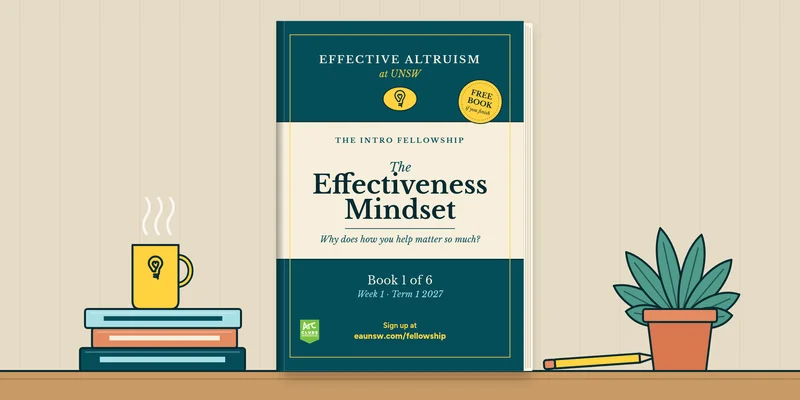 EFFECTIVE ALTRUISM
at UNSW
FREE
BOOK
if you finish
THE INTRO FELLOWSHIP
The
Effectiveness
Mindset
Why does how you help matter so much?
Book 1 of 6
Week 1 · Term 1 2027
Arc
CLUBS
Sign up at
eaunsw.com/fellowship